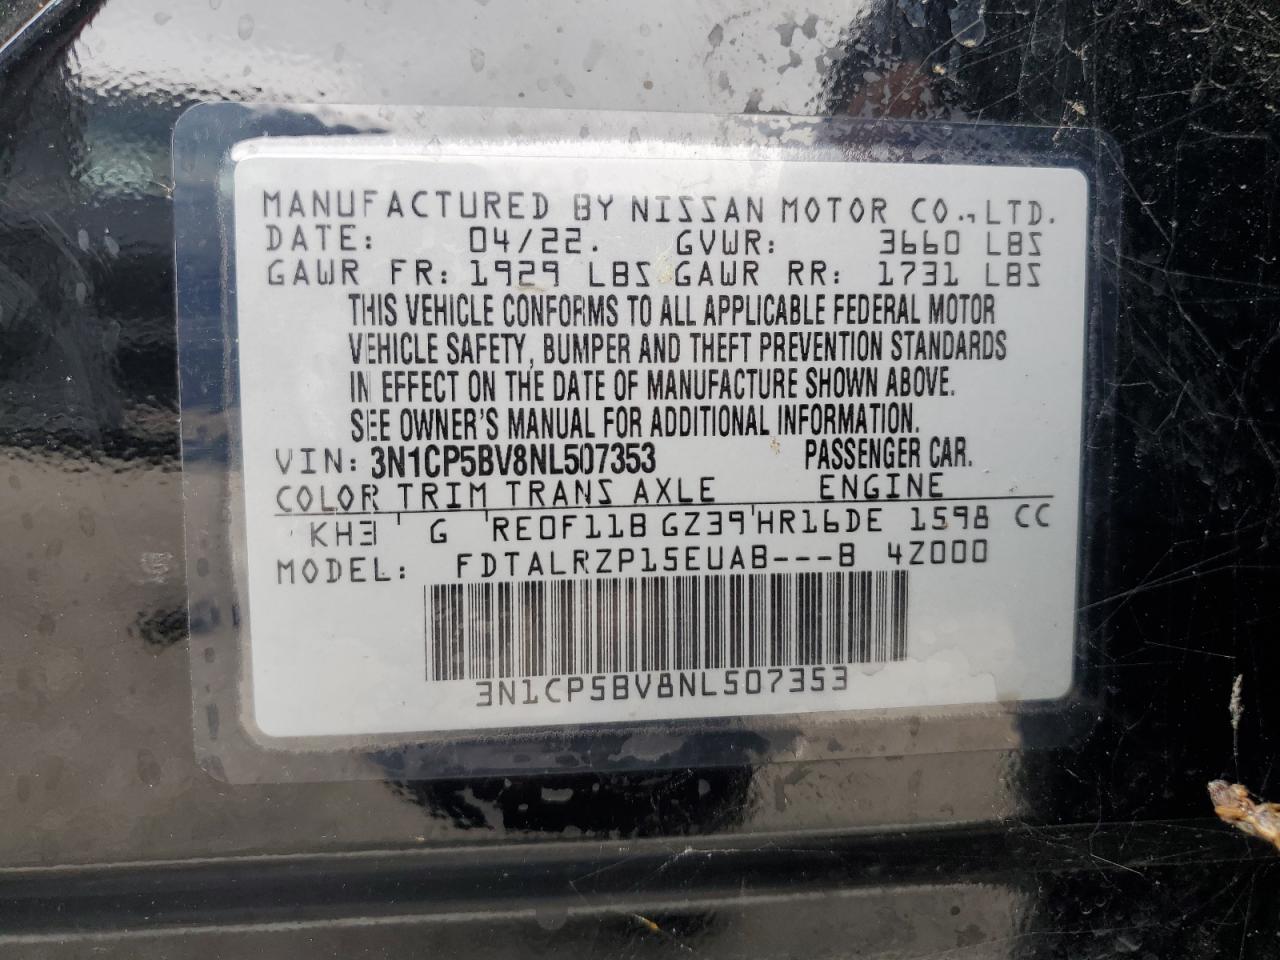 MANUFACTURED BY NISSAN MOTOR CO.,LTD.
DATE: 04/22. GVWR: 3660 LBS
GAWR FR: 1929 LBS GAWR RR: 1731 LBS
THIS VEHICLE CONFORMS TO ALL APPLICABLE FEDERAL MOTOR
VEHICLE SAFETY, BUMPER AND THEFT PREVENTION STANDARDS
IN EFFECT ON THE DATE OF MANUFACTURE SHOWN ABOVE.
SEE OWNER'S MANUAL FOR ADDITIONAL INFORMATION.
VIN: 3N1CP5BV8NL507353 PASSENGER CAR.
COLOR TRIM TRANS AXLE ENGINE
KH3 G RE0F11B GZ39 HR16DE 1598 CC
MODEL: FDTALRZP15EUAB---B 4Z000
3N1CP5BV8NL507353